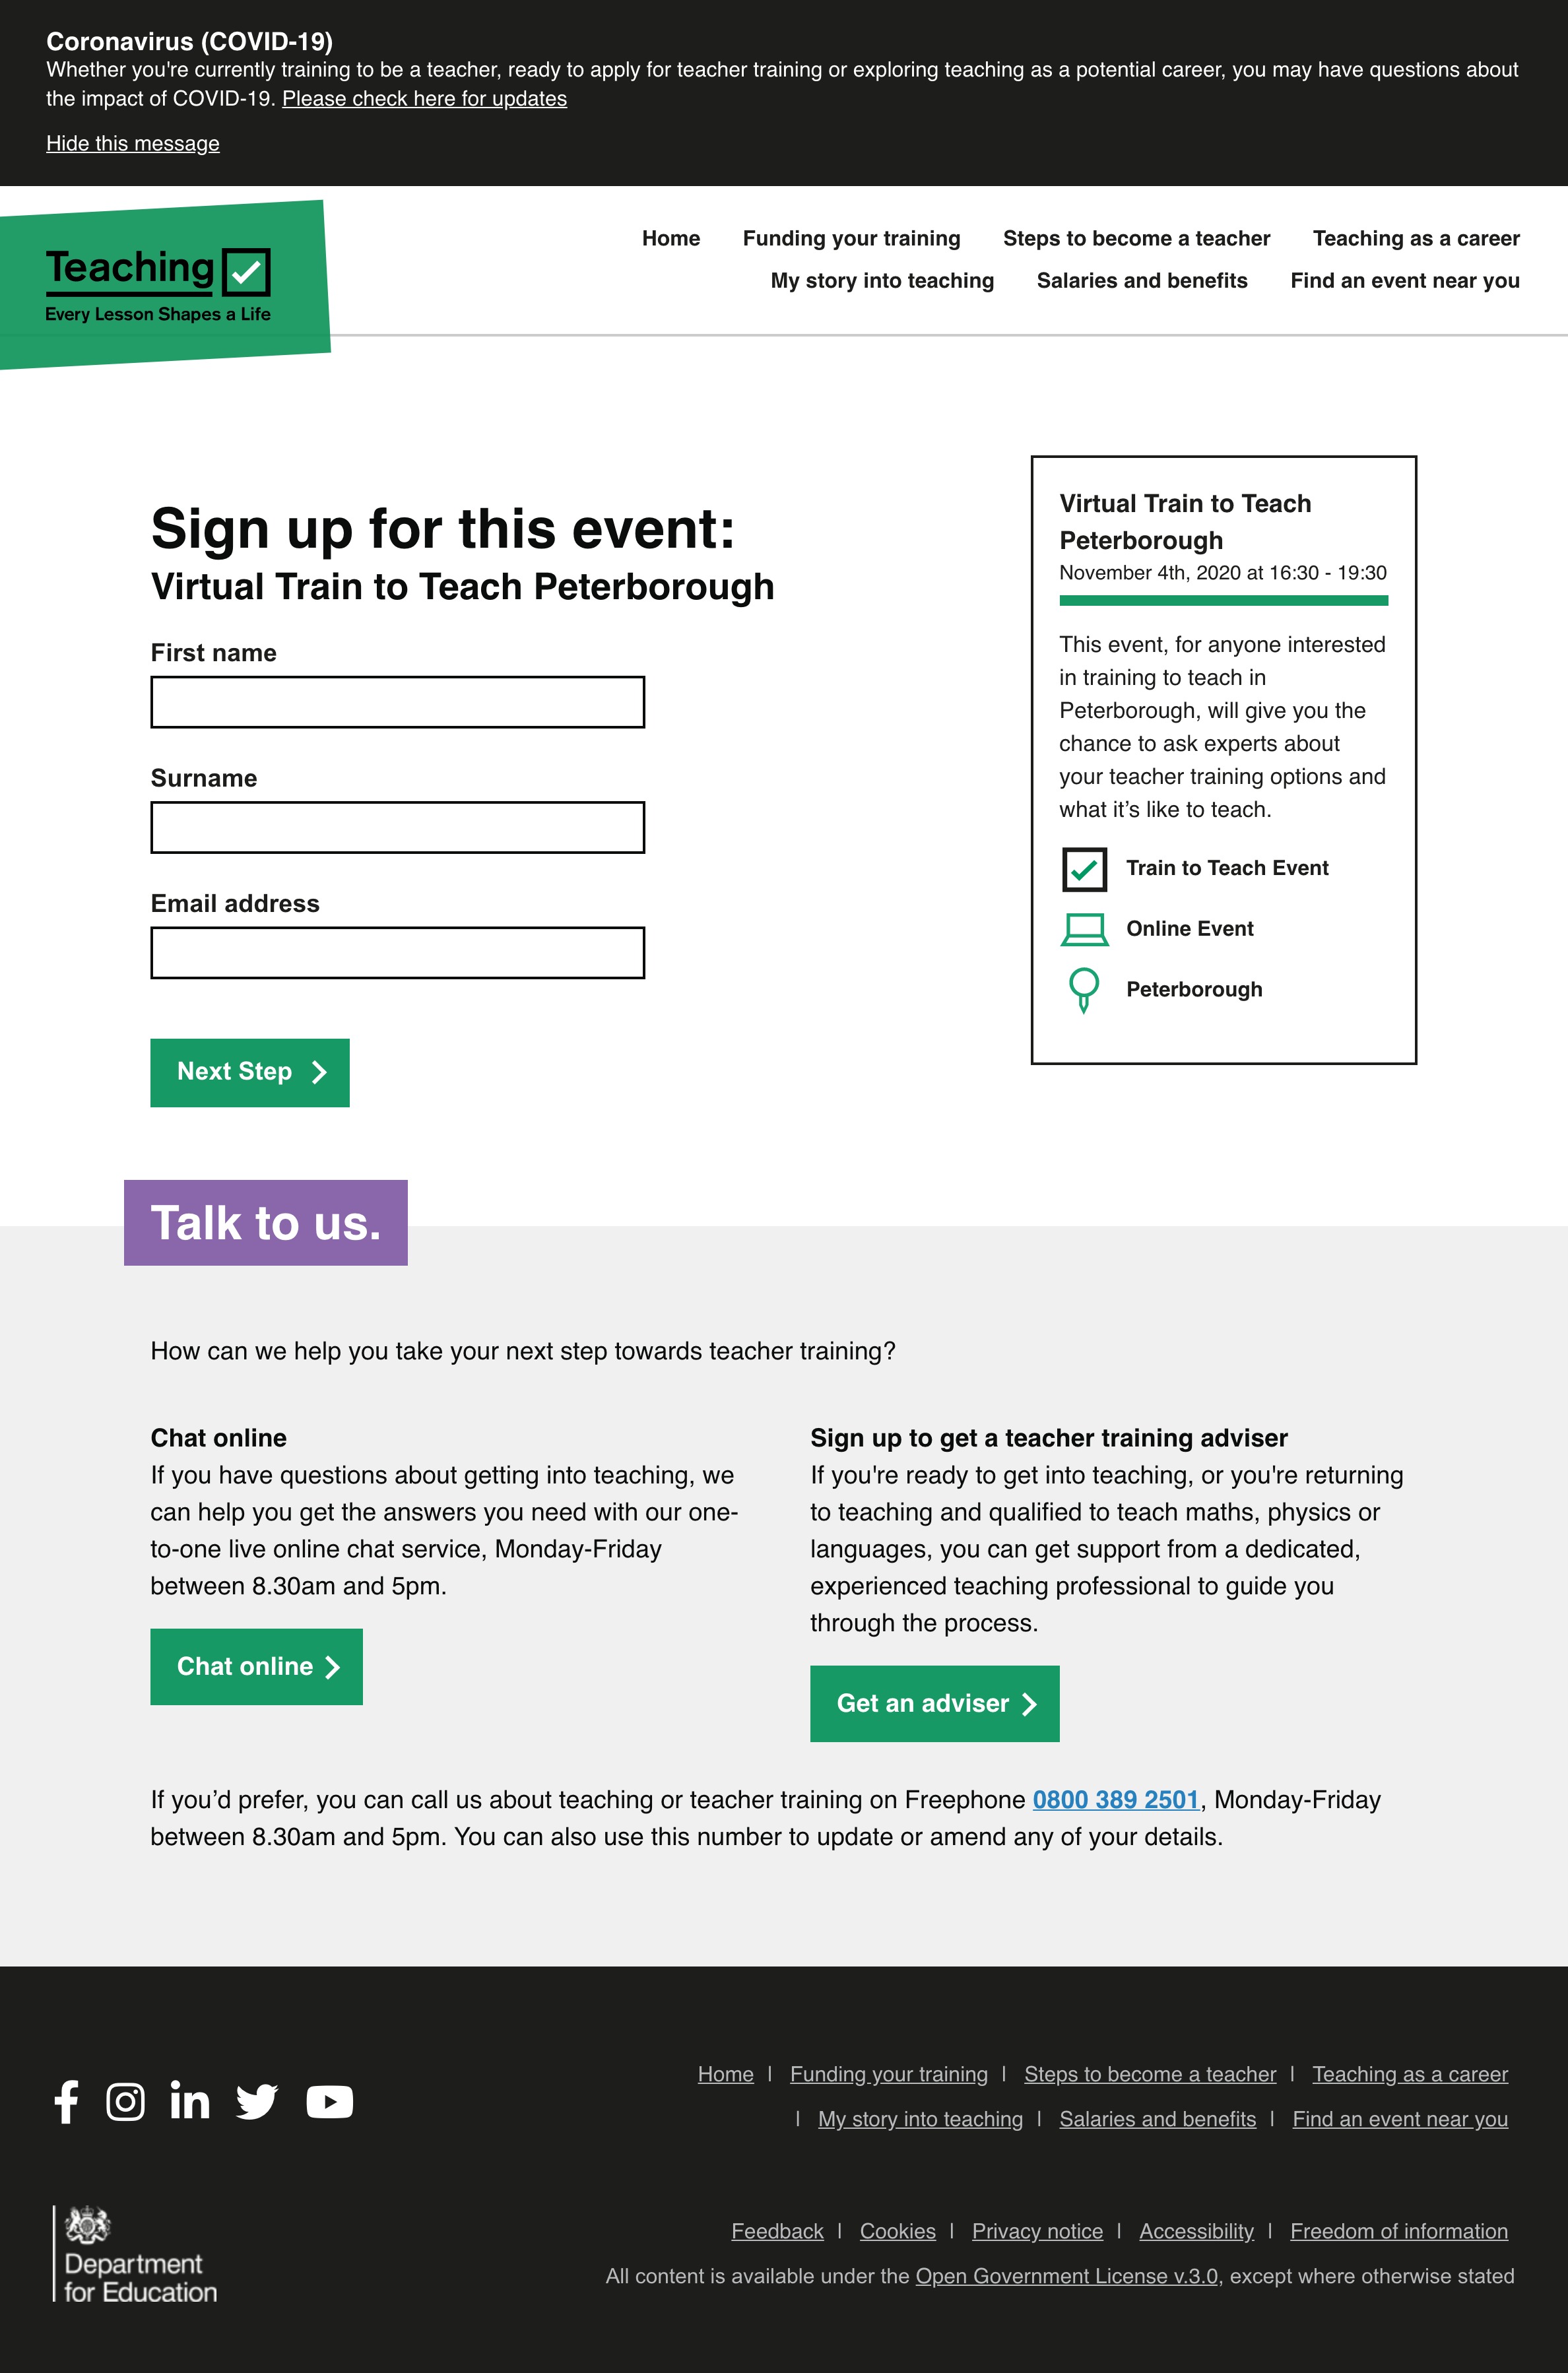 Coronavirus (COVID-19)
Whether you're currently training to be a teacher, ready to apply for teacher training or exploring teaching as a potential career, you may have questions about
the impact of COVID-19. Please check here for updates
Hide this message
Teaching
Every Lesson Shapes a Life
Home Funding your training Steps to become a teacher Teaching as a career
My story into teaching Salaries and benefits Find an event near you
Sign up for this event:
Virtual Train to Teach Peterborough
First name
Surname
Email address
Next Step
Virtual Train to Teach
Peterborough
November 4th, 2020 at 16:30 - 19:30
This event, for anyone interested
in training to teach in
Peterborough, will give you the
chance to ask experts about
your teacher training options and
what it’s like to teach.
Train to Teach Event
Online Event
Peterborough
Talk to us.
How can we help you take your next step towards teacher training?
Chat online
If you have questions about getting into teaching, we
can help you get the answers you need with our one-
to-one live online chat service, Monday-Friday
between 8.30am and 5pm.
Chat online
Sign up to get a teacher training adviser
If you're ready to get into teaching, or you're returning
to teaching and qualified to teach maths, physics or
languages, you can get support from a dedicated,
experienced teaching professional to guide you
through the process.
Get an adviser
If you’d prefer, you can call us about teaching or teacher training on Freephone 0800 389 2501, Monday-Friday
between 8.30am and 5pm. You can also use this number to update or amend any of your details.
Home | Funding your training | Steps to become a teacher | Teaching as a career
| My story into teaching | Salaries and benefits | Find an event near you
Department
for Education
Feedback | Cookies | Privacy notice | Accessibility | Freedom of information
All content is available under the Open Government License v.3.0, except where otherwise stated